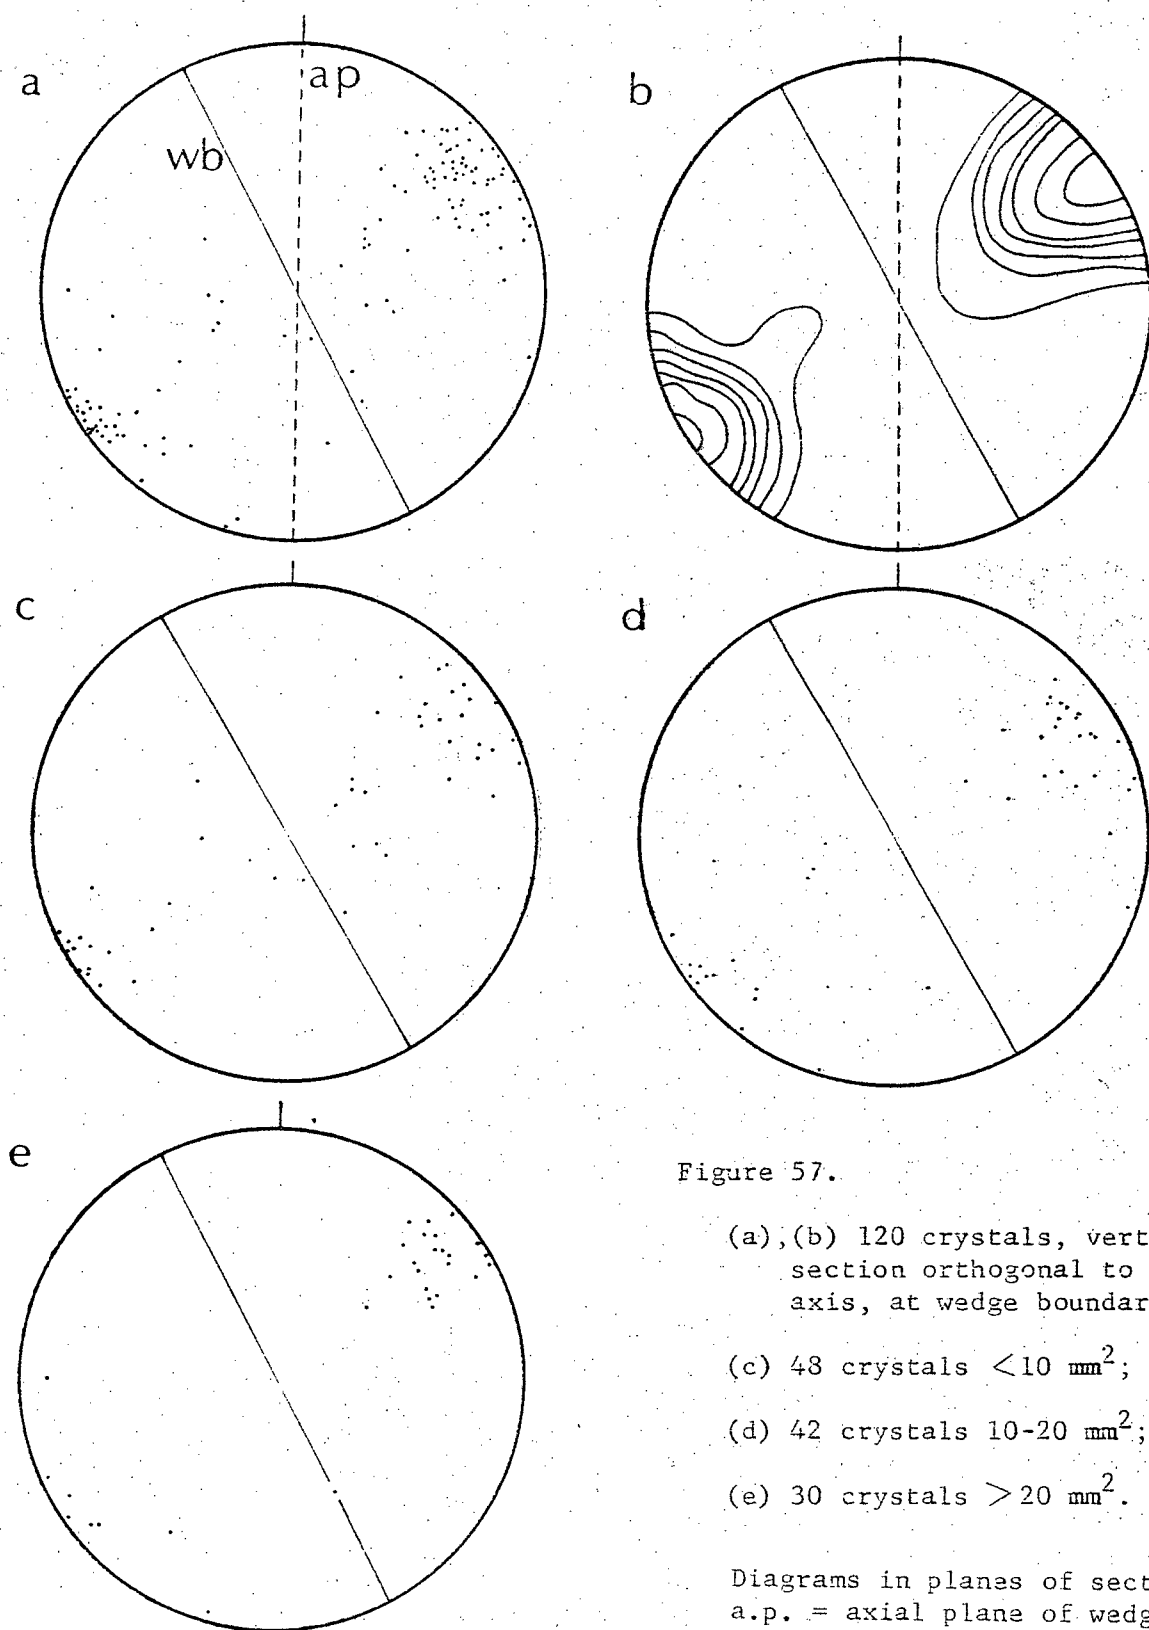 a
ap
wb
b
c
d
e
Figure 57.
(a),(b) 120 crystals, vert
section orthogonal to
axis, at wedge boundar
(c) 48 crystals <10 mm²;
(d) 42 crystals 10-20 mm²;
(e) 30 crystals >20 mm².
Diagrams in planes of sect
a.p. = axial plane of wedg